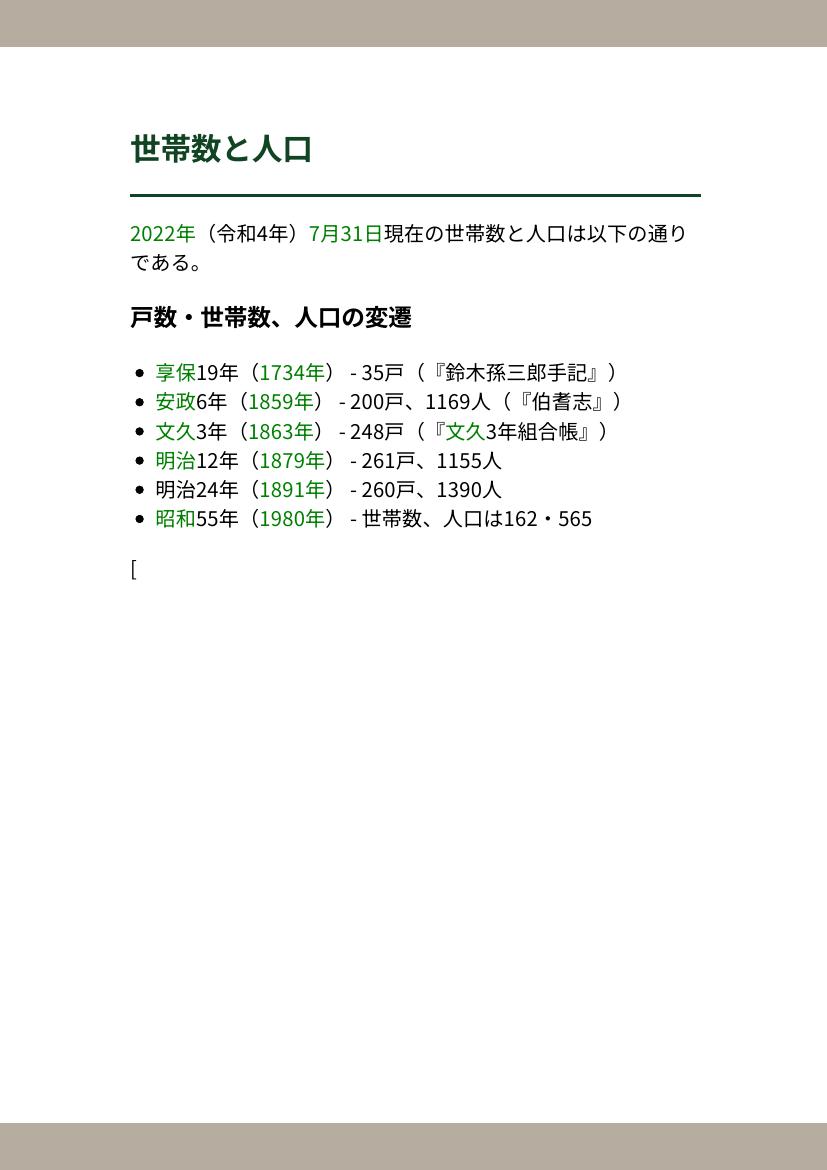 世帯数と人口
2022年（令和4年）7月31日現在の世帯数と人口は以下の通り
である。
戸数・世帯数、人口の変遷
• 享保19年（1734年） - 35戸（『鈴木孫三郎手記』）
• 安政6年（1859年） - 200戸、1169人（『伯耆志』）
• 文久3年（1863年） - 248戸（『文久3年組合帳』）
• 明治12年（1879年） - 261戸、1155人
• 明治24年（1891年） - 260戸、1390人
• 昭和55年（1980年） - 世帯数、人口は162・565
[